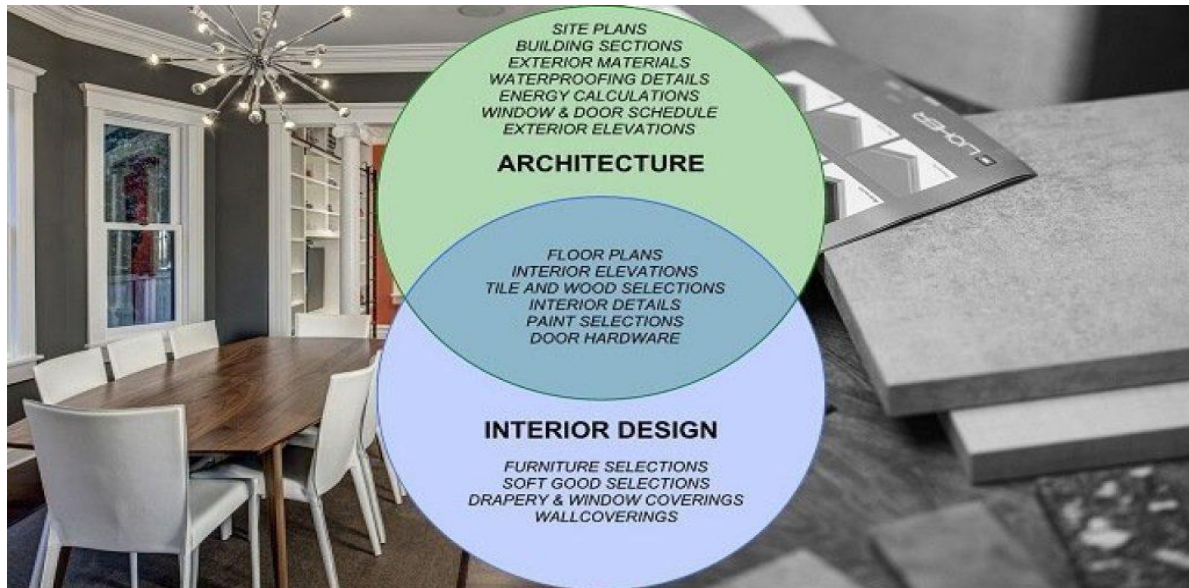 SITE PLANS
BUILDING SECTIONS
EXTERIOR MATERIALS
WATERPROOFING DETAILS
ENERGY CALCULATIONS
WINDOW & DOOR SCHEDULE
EXTERIOR ELEVATIONS
ARCHITECTURE
FLOOR PLANS
INTERIOR ELEVATIONS
TILE AND WOOD SELECTIONS
INTERIOR DETAILS
PAINT SELECTIONS
DOOR HARDWARE
INTERIOR DESIGN
FURNITURE SELECTIONS
SOFT GOOD SELECTIONS
DRAPERY & WINDOW COVERINGS
WALLCOVERINGS